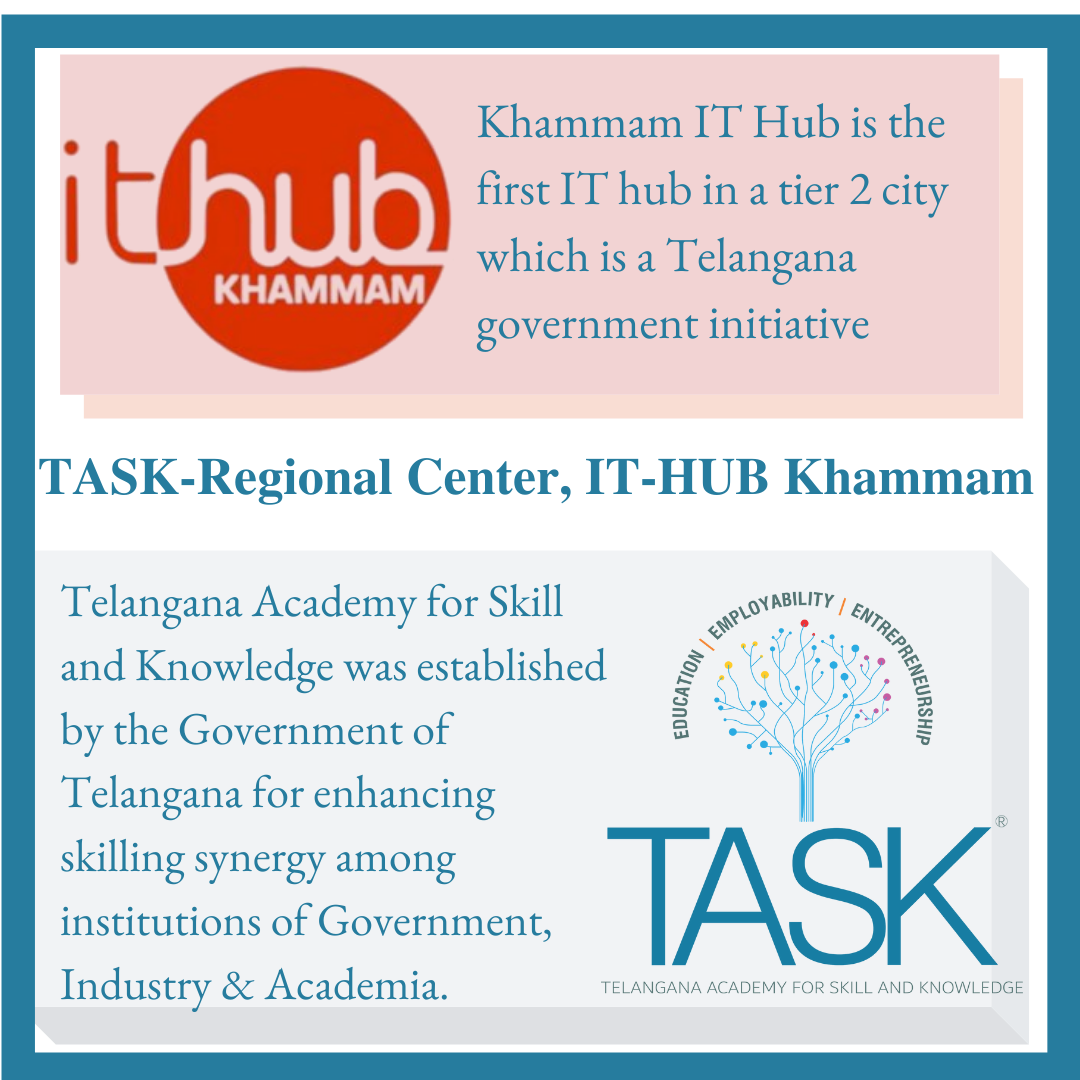 ithub
KHAMMAM
Khammam IT Hub is the
first IT hub in a tier 2 city
which is a Telangana
government initiative
TASK-Regional Center, IT-HUB Khammam
Telangana Academy for Skill
and Knowledge was established
by the Government of
Telangana for enhancing
skilling synergy among
institutions of Government,
Industry & Academia.
EDUCATION | EMPLOYABILITY | ENTREPRENEURSHIP
TASK®
TELANGANA ACADEMY FOR SKILL AND KNOWLEDGE